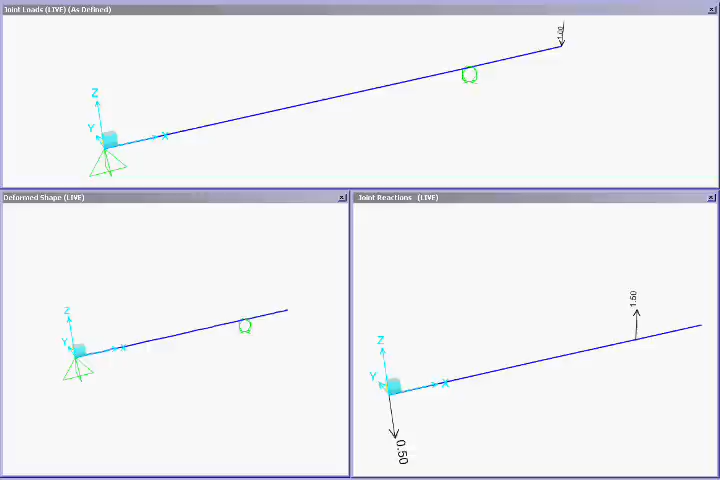 Joint Loads (LIVE) (As Defined)
1.00
Z
Y
X
Deformed Shape (LIVE)
Z
Y
X
Joint Reactions (LIVE)
1.50
Z
Y
X
0.50